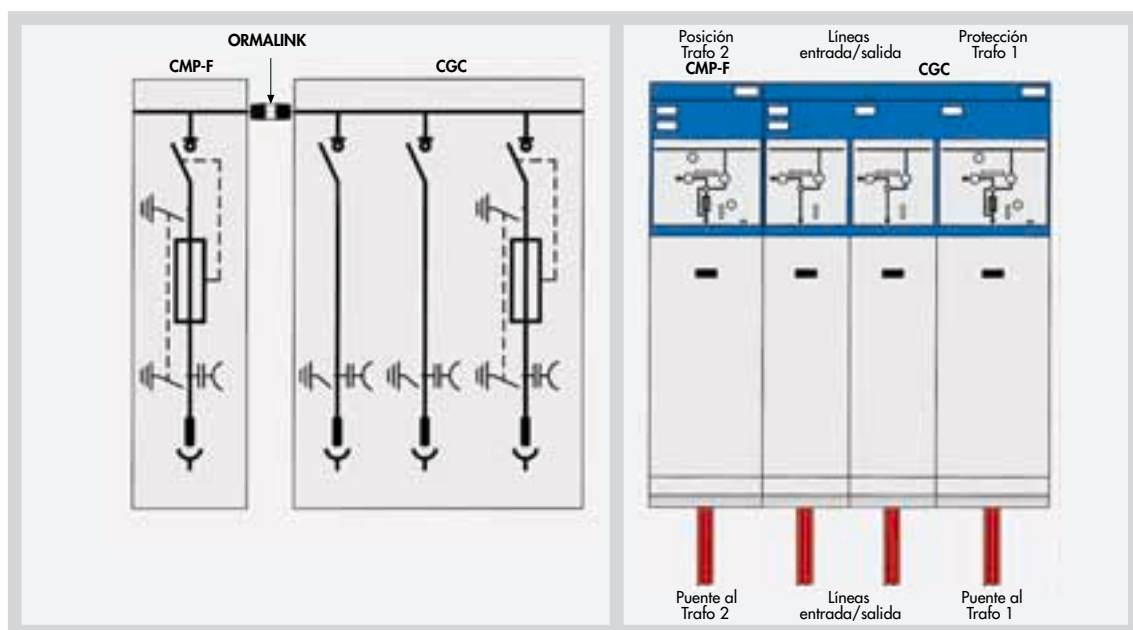 ORMALINK
CMP-F
CGC
Posición
Trafo 2
CMP-F
Líneas
entrada/salida
Protección
Trafo 1
CGC
Puente al
Trafo 2
Líneas
entrada/salida
Puente al
Trafo 1